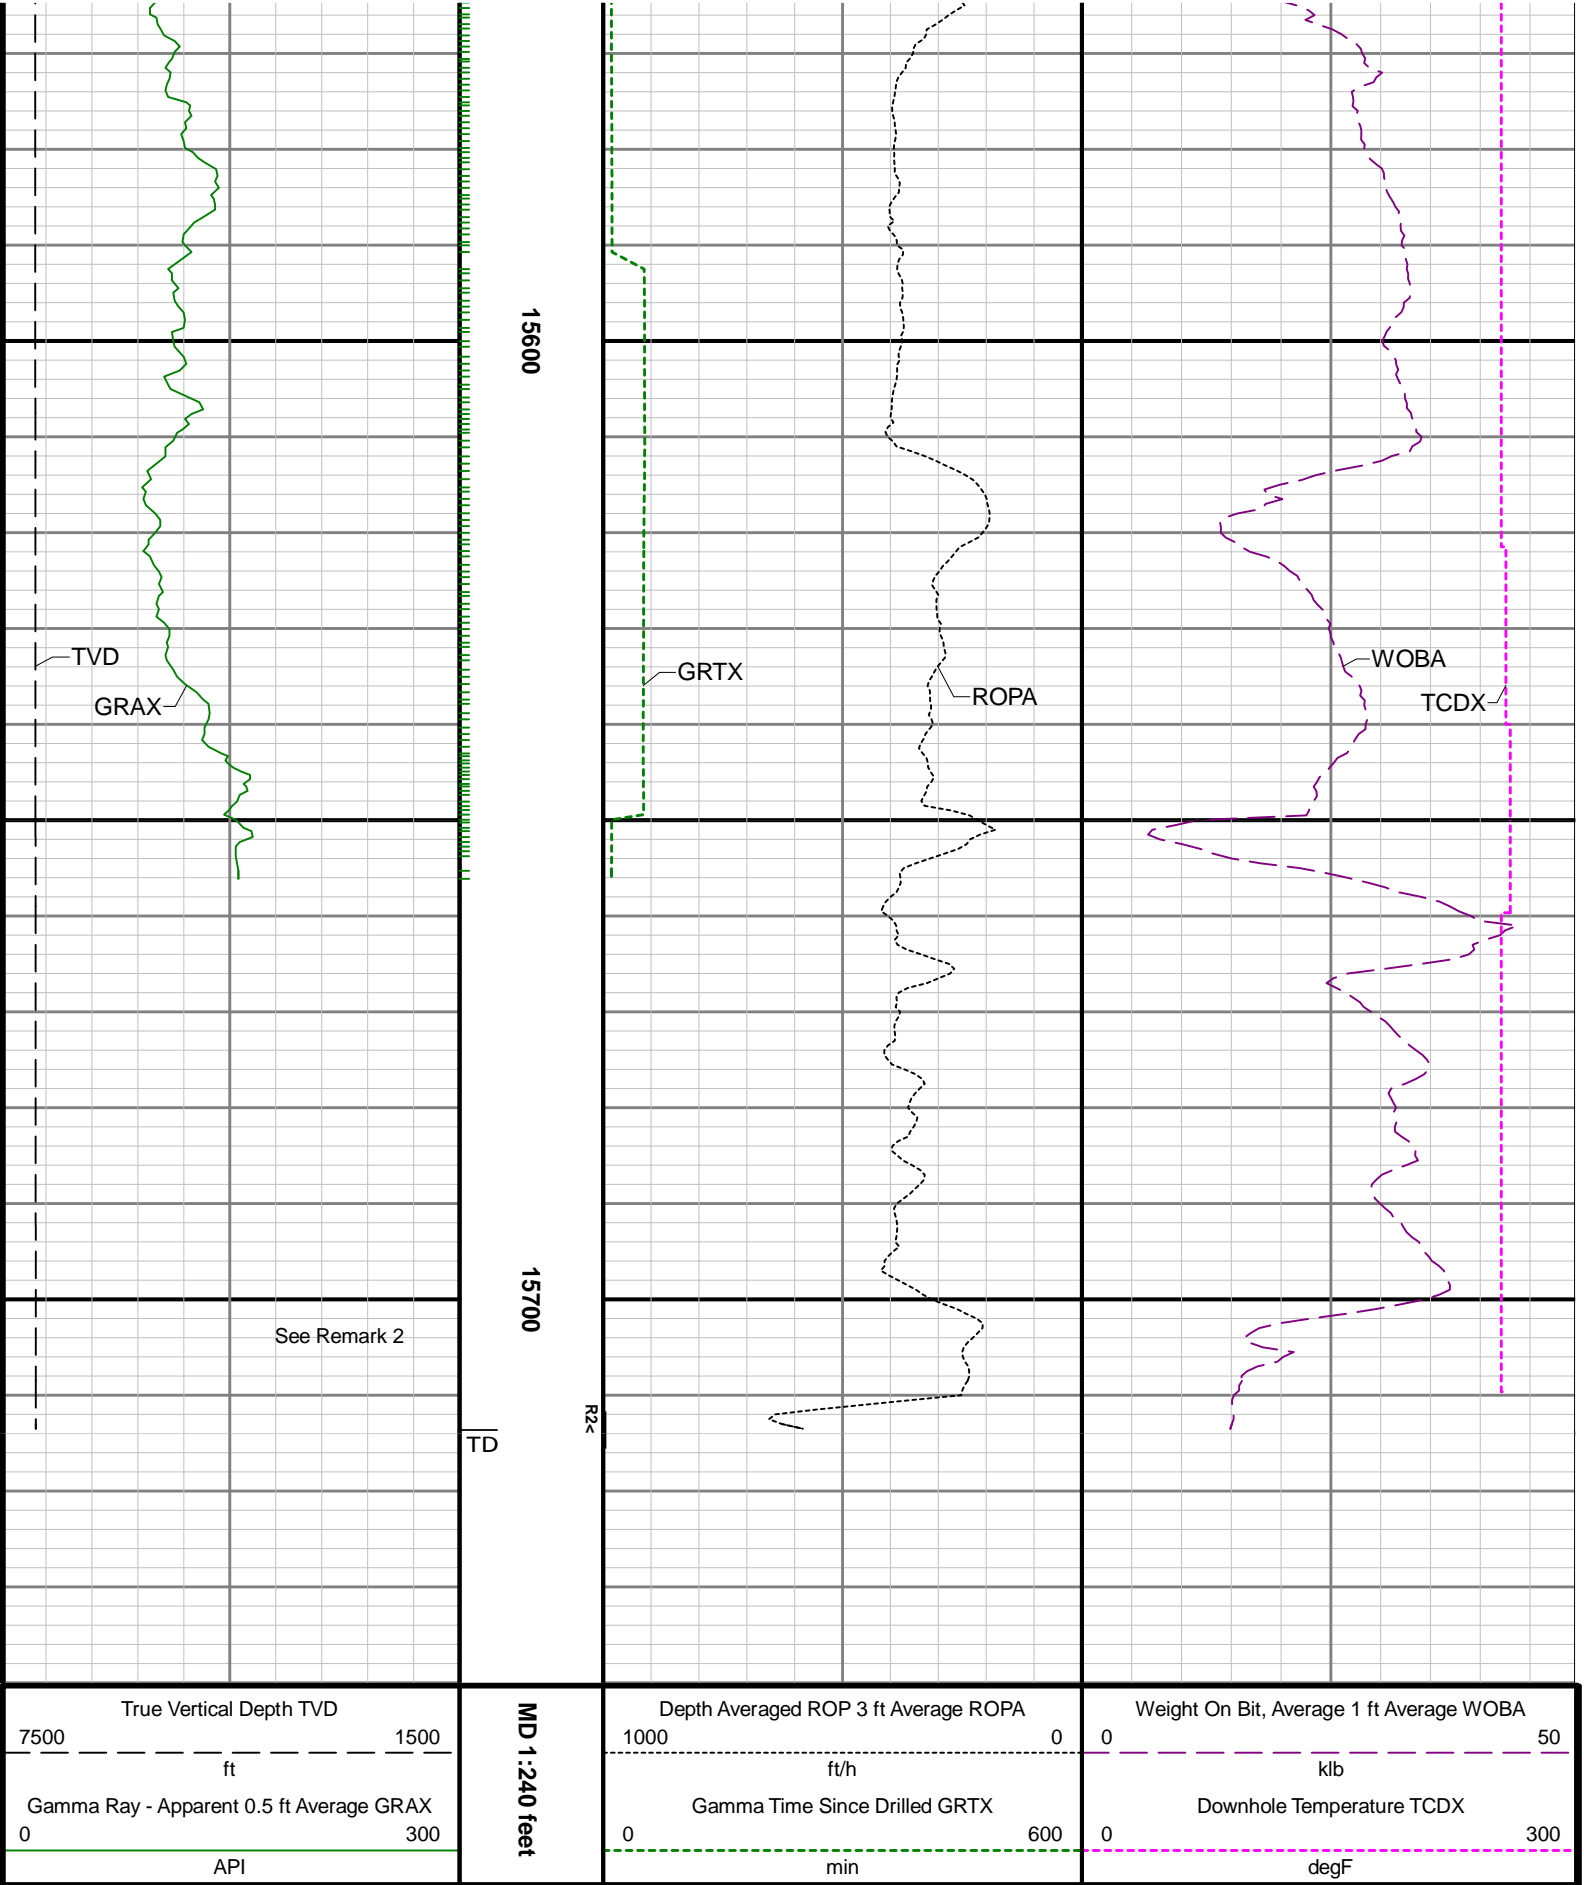 15600
TVD
GRAX
GRTX
ROPA
WOBA
TCDX
15700
See Remark 2
R2<
TD
True Vertical Depth TVD
7500 1500
ft
Gamma Ray - Apparent 0.5 ft Average GRAX
0 300
API
MD 1:240 feet
Depth Averaged ROP 3 ft Average ROPA
1000 0
ft/h
Gamma Time Since Drilled GRTX
0 600
min
Weight On Bit, Average 1 ft Average WOBA
0 50
klb
Downhole Temperature TCDX
0 300
degF